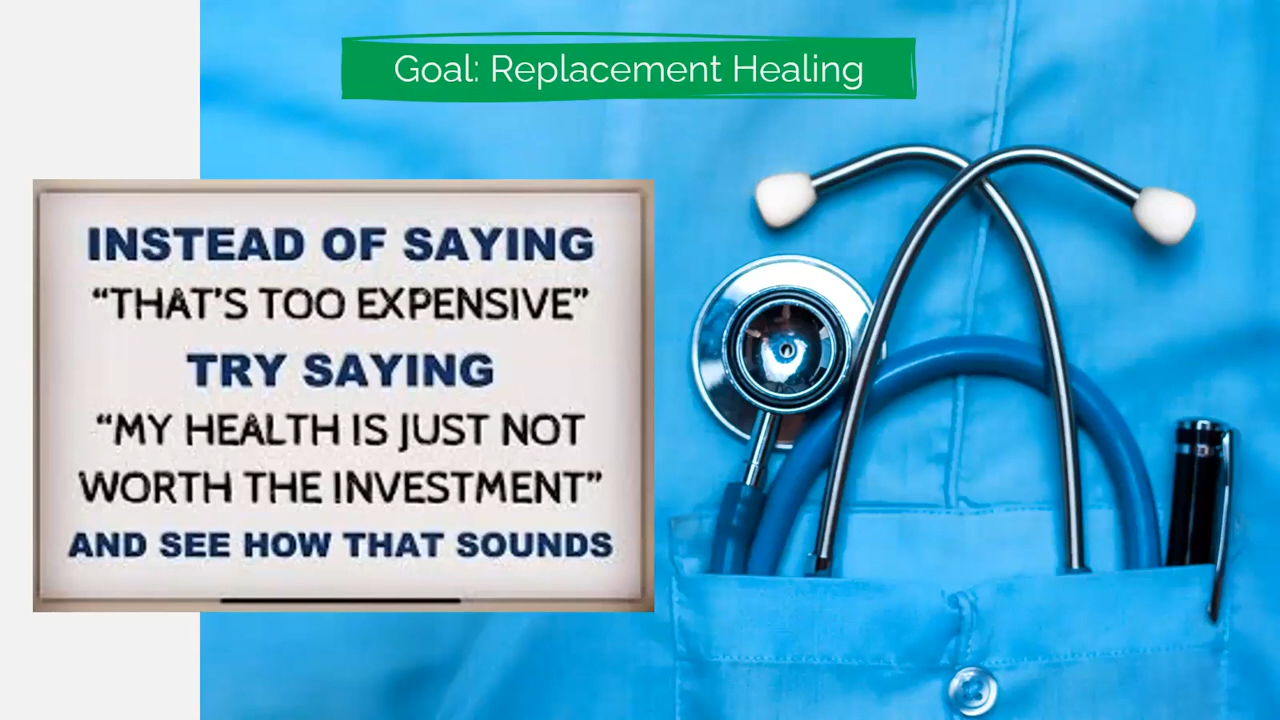 Goal: Replacement Healing
INSTEAD OF SAYING
“THAT’S TOO EXPENSIVE”
TRY SAYING
“MY HEALTH IS JUST NOT
WORTH THE INVESTMENT”
AND SEE HOW THAT SOUNDS